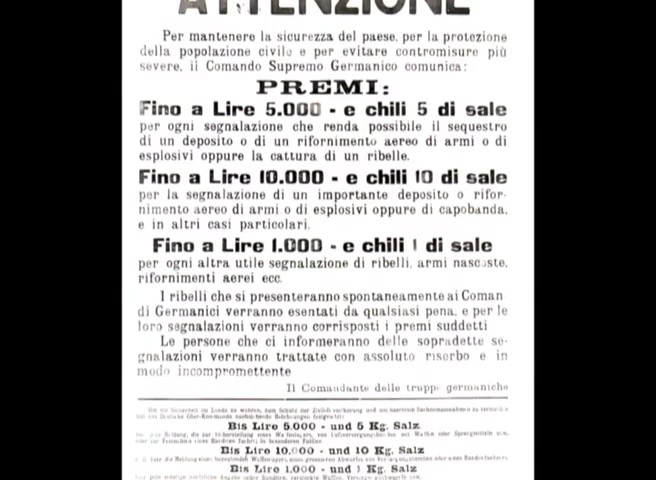 ATTENZIONE
Per mantenere la sicurezza del paese, per la protezione
della popolazione civile e per evitare contromisure più
severe, il Comando Supremo Germanico comunica:
PREMI:
Fino a Lire 5.000 - e chili 5 di sale
per ogni segnalazione che renda possibile il sequestro
di un deposito o di un rifornimento aereo di armi o di
esplosivi oppure la cattura di un ribelle.
Fino a Lire 10.000 - e chili 10 di sale
per la segnalazione di un importante deposito o rifor-
nimento aereo di armi o di esplosivi oppure di capobanda,
e in altri casi particolari.
Fino a Lire 1.000 - e chili 1 di sale
per ogni altra utile segnalazione di ribelli, armi nascoste,
rifornimenti aerei ecc.
I ribelli che si presenteranno spontaneamente ai Coman
di Germanici verranno esentati da qualsiasi pena, e per le
loro segnalazioni verranno corrisposti i premi suddetti
Le persone che ci informeranno delle sopradette se-
gnalazioni verranno trattate con assoluto riserbo e in
modo incompromettente
Il Comandante delle truppe germaniche
Bis Lire 5.000 - und 5 Kg. Salz
Bis Lire 10.000 - und 10 Kg. Salz
Bis Lire 1.000 - und 1 Kg. Salz